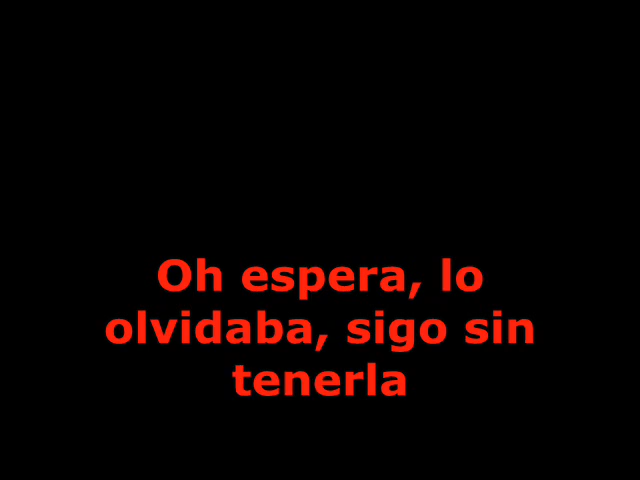 Oh espera, lo
olvidaba, sigo sin
tenerla